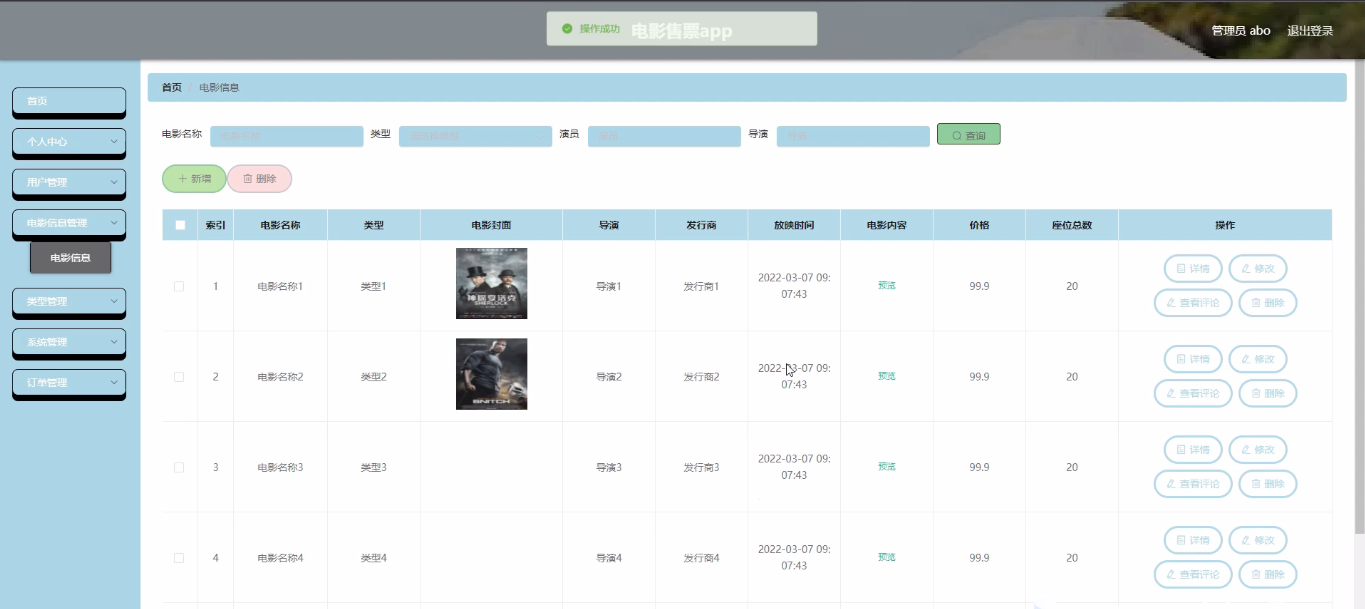 操作成功
电影售票app
管理员 abo
退出登录
首页
个人中心
用户管理
电影信息管理
电影信息
类型管理
系统管理
订单管理
首页 / 电影信息
电影名称
类型
演员
演员
导演
导演
查询
新增
删除
索引 电影名称 类型 电影封面 导演 发行商 放映时间 电影内容 价格 座位总数 操作
神探夏洛克
SHERLOCK
1 电影名称1 类型1 导演1 发行商1 2022-03-07 09:
07:43
预览 99.9 20
详情 修改
查看评论 删除
SNITCH
2 电影名称2 类型2 导演2 发行商2 2022-03-07 09:
07:43
预览 99.9 20
详情 修改
查看评论 删除
3 电影名称3 类型3 导演3 发行商3 2022-03-07 09:
07:43
预览 99.9 20
详情 修改
查看评论 删除
4 电影名称4 类型4 导演4 发行商4 2022-03-07 09:
07:43
预览 99.9 20
详情 修改
查看评论 删除